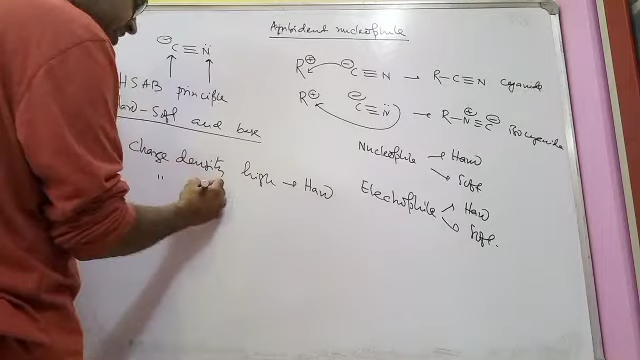 Ambident nucleophile
⊖C≡N̈
HSAB principle
Hard-Soft and base
Charge density high → Hard
"
R⊕ ⊖C≡N → R-C≡N Cyanide
R⊕ ⊖C≡N̈ → R-N⊕≡C⊖ Isocyanide
Nucleophile → Hard
→ Soft
Electrophile → Hard
→ Soft.